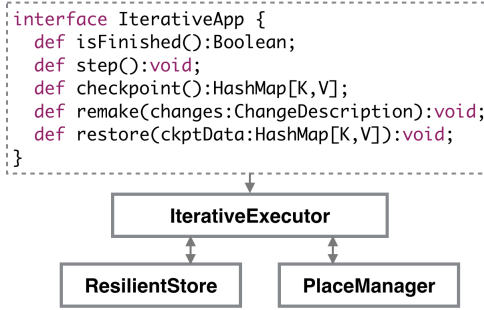 interface IterativeApp {
  def isFinished():Boolean;
  def step():void;
  def checkpoint():HashMap[K,V];
  def remake(changes:ChangeDescription):void;
  def restore(ckptData:HashMap[K,V]):void;
}
IterativeExecutor
ResilientStore
PlaceManager